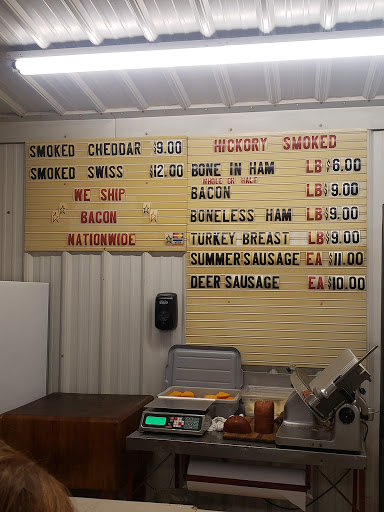 SMOKED CHEDDAR $9.00
SMOKED SWISS $12.00
WE SHIP
BACON
NATIONWIDE
HICKORY SMOKED
BONE IN HAM LB $6.00
WHOLE OR HALF
BACON LB $9.00
BONELESS HAM LB $9.00
TURKEY BREAST LB $9.00
SUMMER SAUSAGE EA $11.00
DEER SAUSAGE EA $10.00